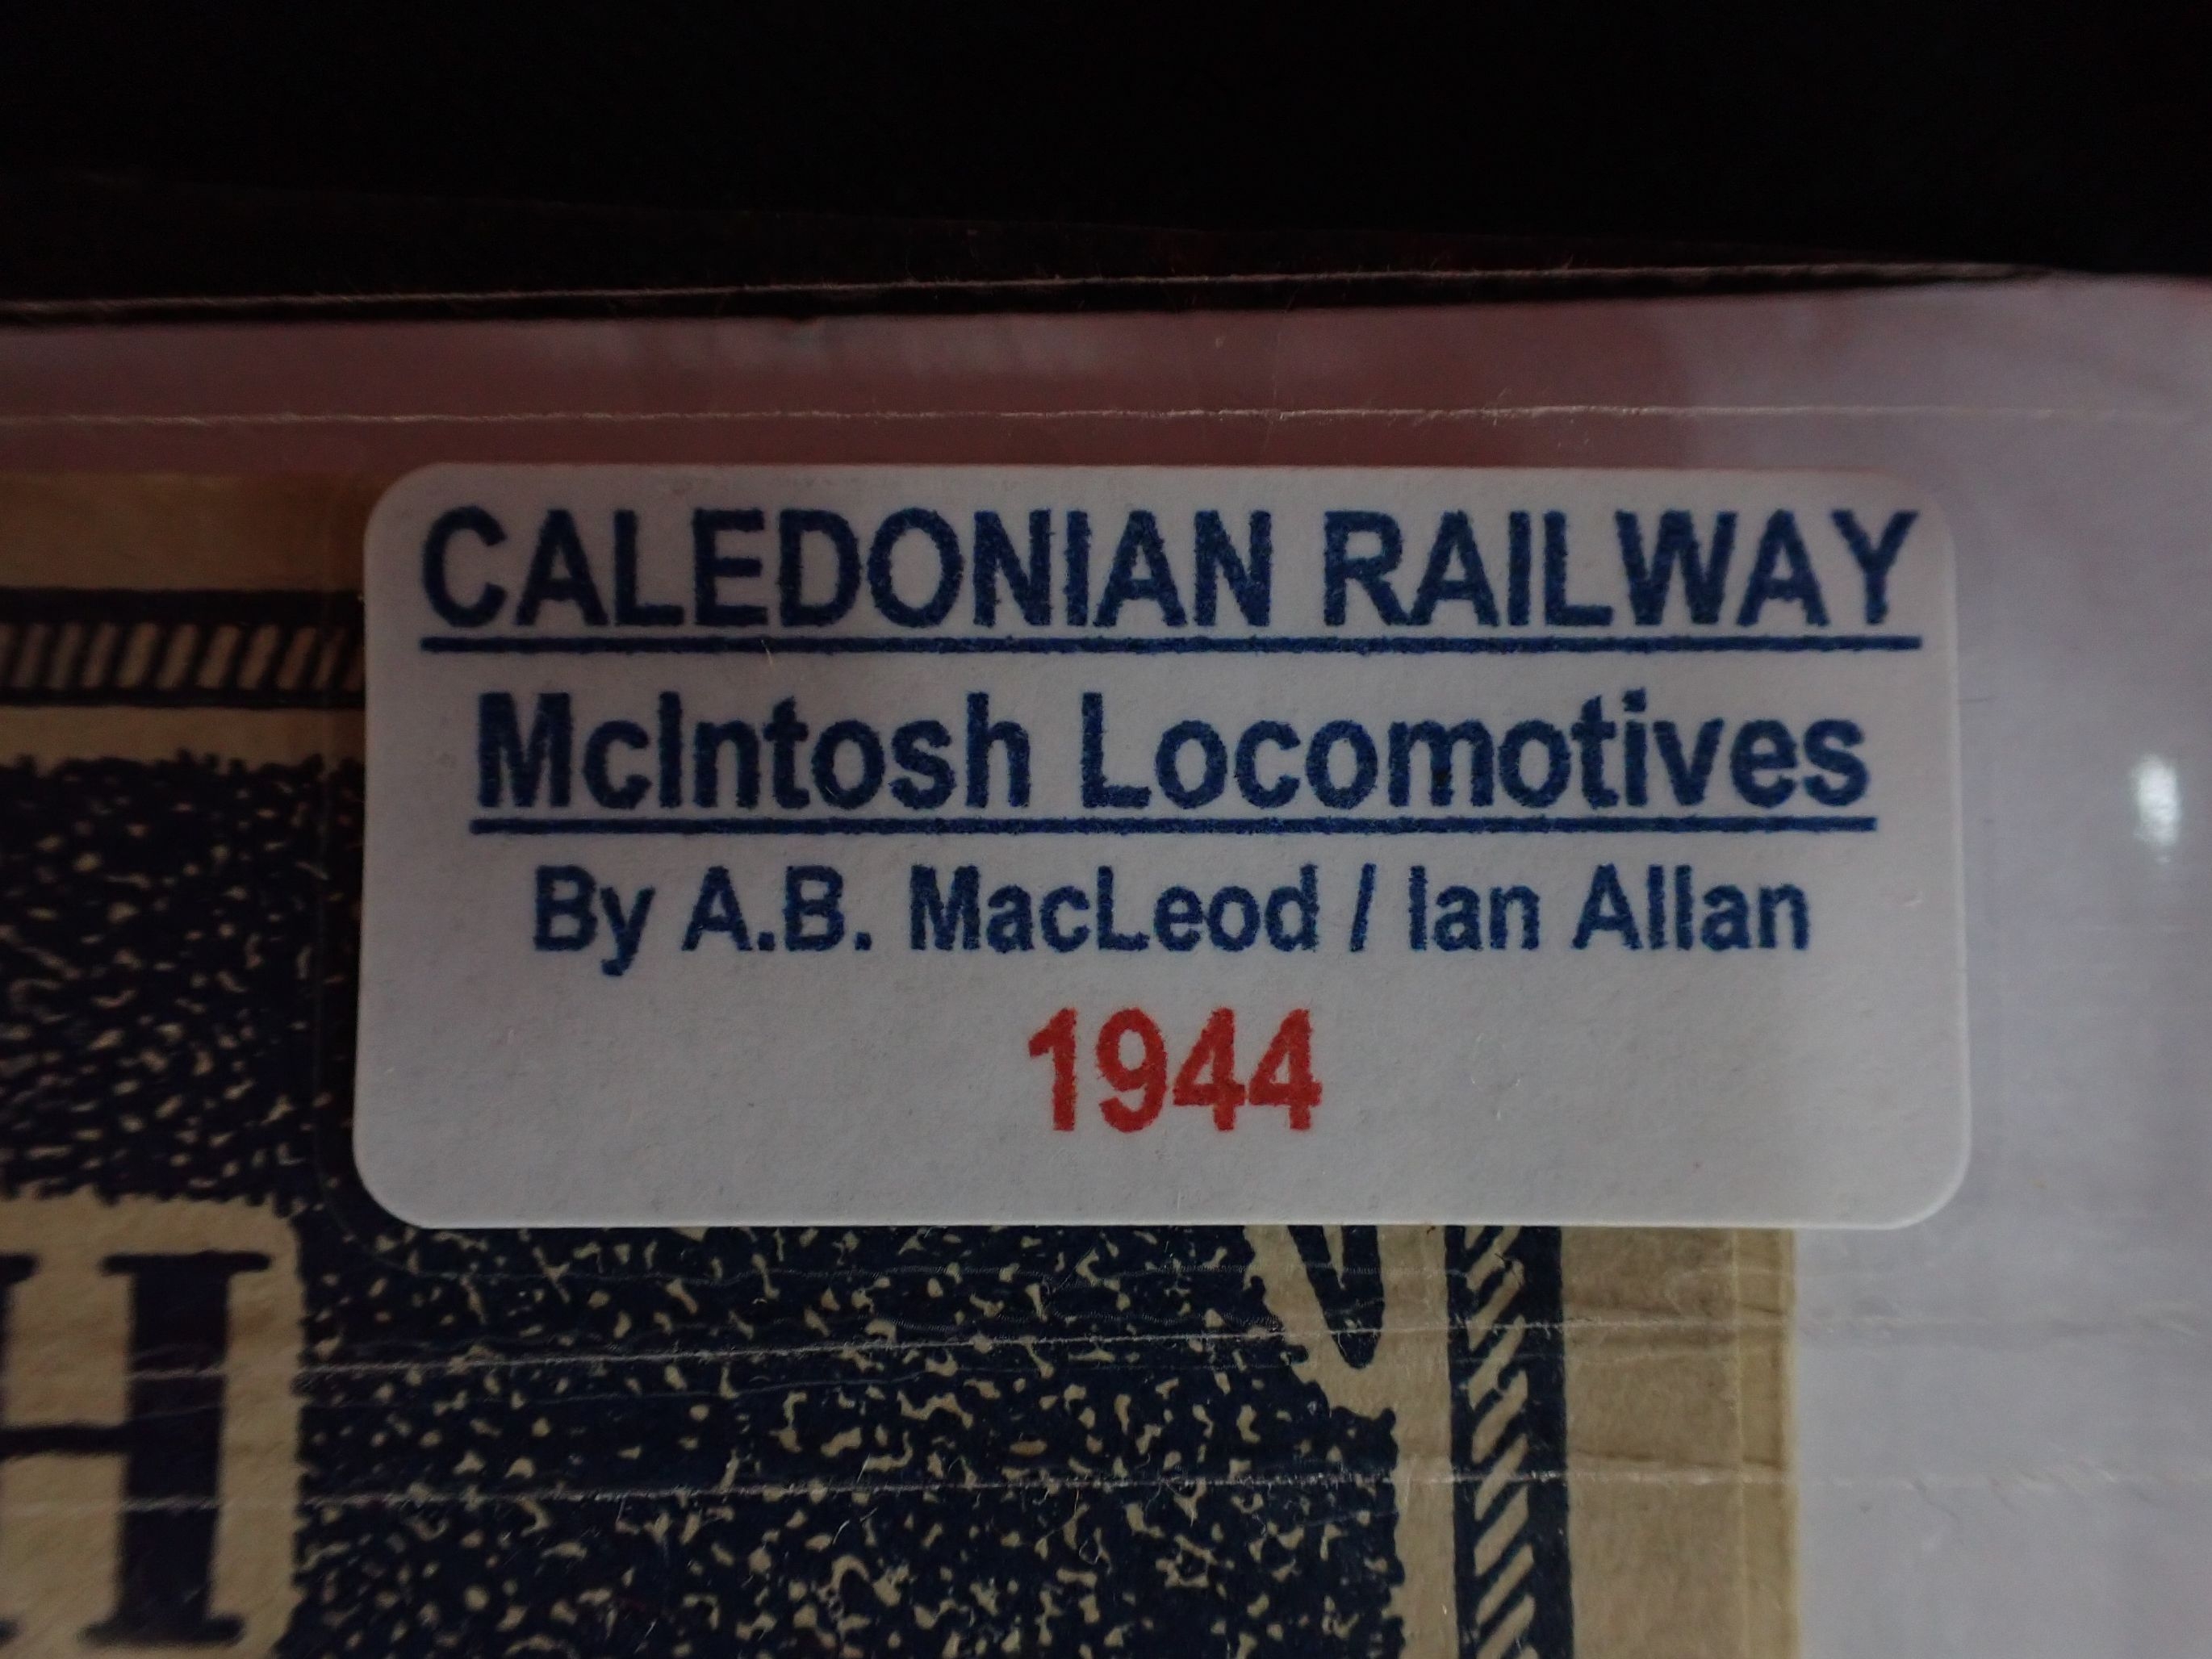 CALEDONIAN RAILWAY
McIntosh Locomotives
By A.B. MacLeod / Ian Allan
1944
H